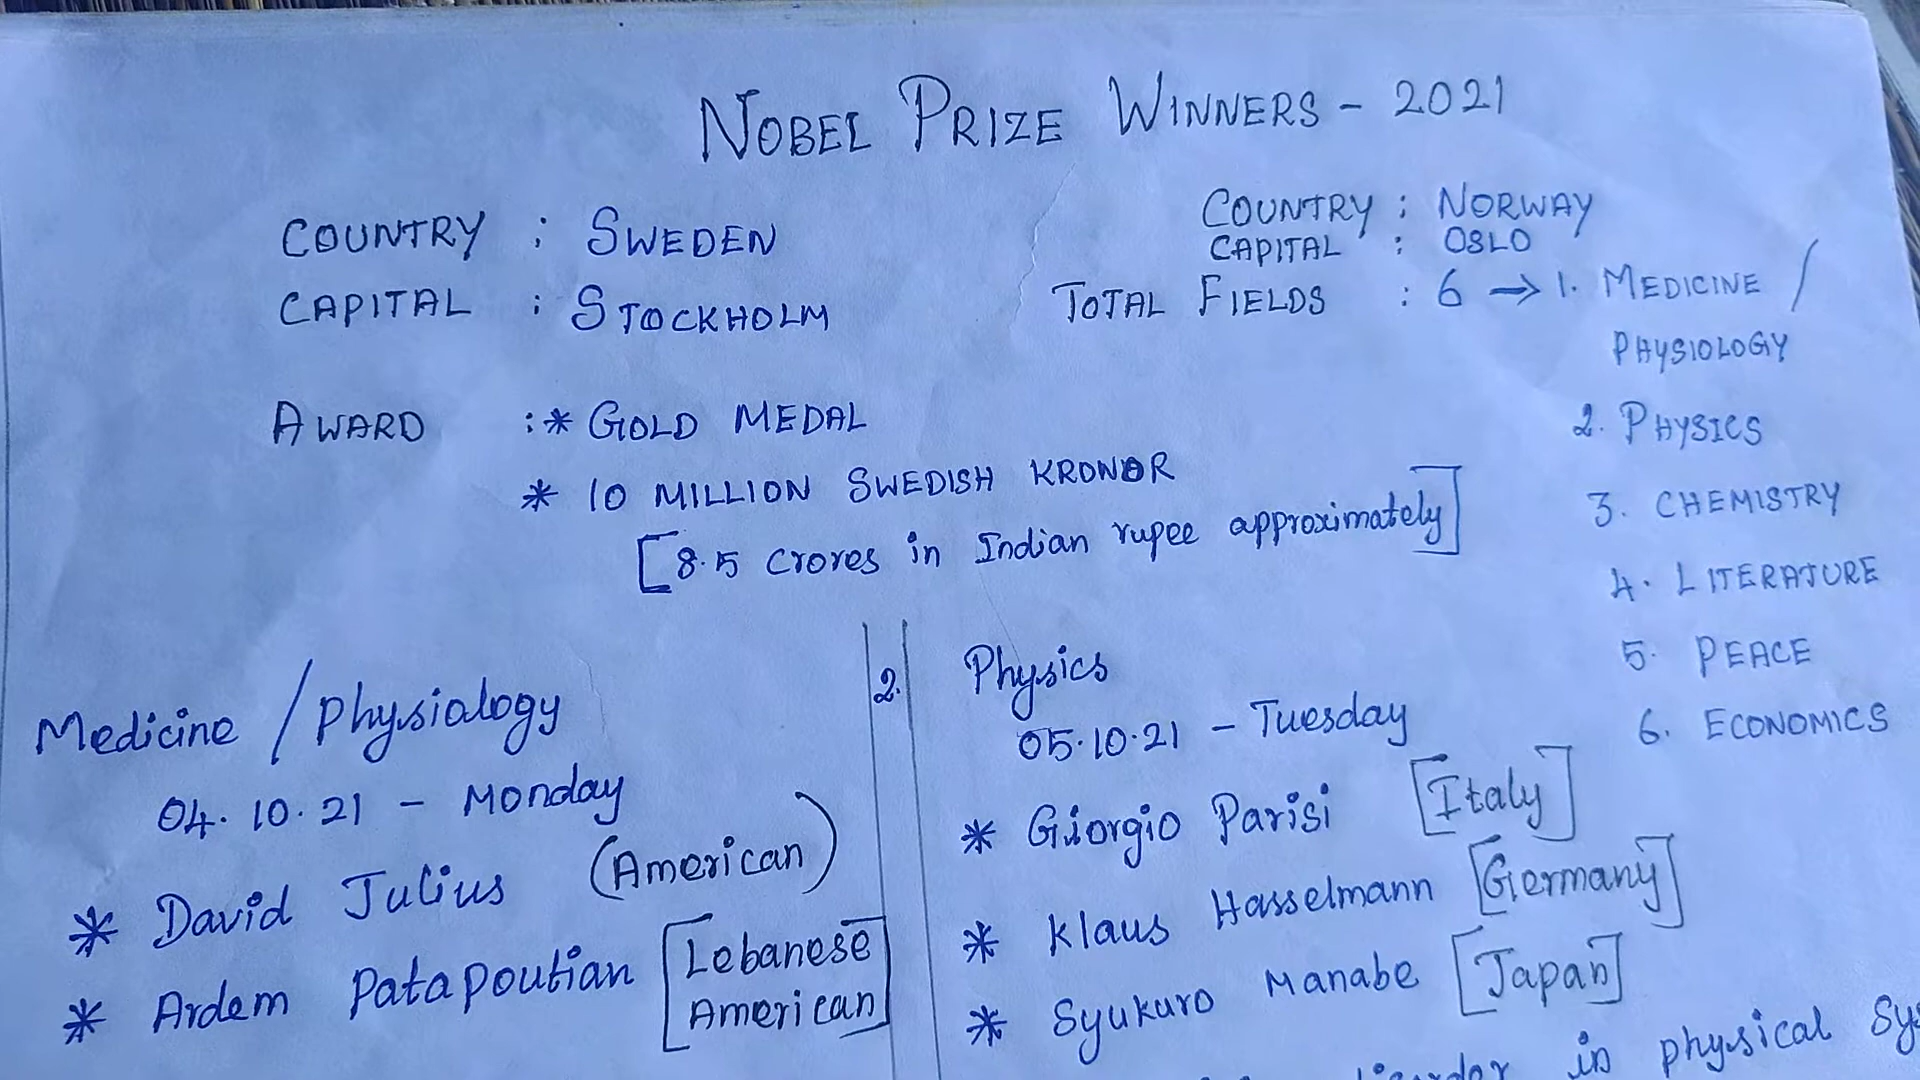 NOBEL PRIZE WINNERS - 2021
COUNTRY : SWEDEN
CAPITAL : STOCKHOLM
COUNTRY : NORWAY
CAPITAL : OSLO
TOTAL FIELDS : 6 → 1. MEDICINE /
PHYSIOLOGY
2. PHYSICS
3. CHEMISTRY
4. LITERATURE
5. PEACE
6. ECONOMICS
AWARD : * GOLD MEDAL
* 10 MILLION SWEDISH KRONOR
[8.5 Crores in Indian rupee approximately]
Medicine / Physiology
04.10.21 - Monday
* David Julius (American)
* Ardem Patapoutian [Lebanese
American]
2. Physics
05.10.21 - Tuesday
* Giorgio Parisi [Italy]
* Klaus Hasselmann [Germany]
* Syukuro Manabe [Japan]
in physical